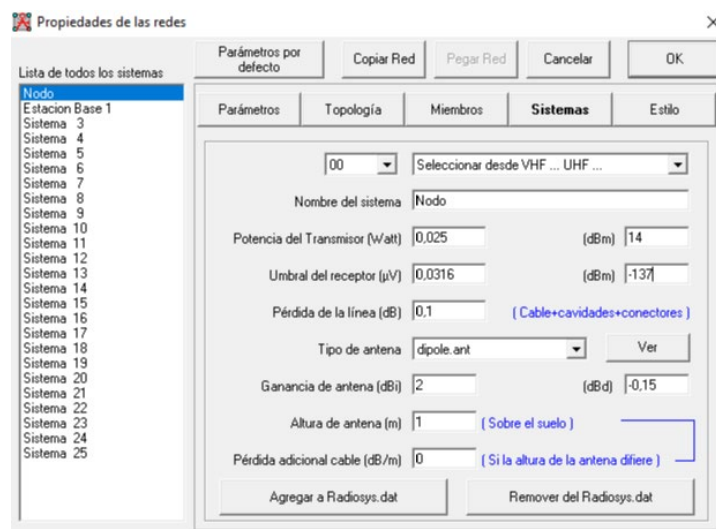 Propiedades de las redes
Lista de todos los sistemas
Nodo
Estacion Base 1
Sistema 3
Sistema 4
Sistema 5
Sistema 6
Sistema 7
Sistema 8
Sistema 9
Sistema 10
Sistema 11
Sistema 12
Sistema 13
Sistema 14
Sistema 15
Sistema 16
Sistema 17
Sistema 18
Sistema 19
Sistema 20
Sistema 21
Sistema 22
Sistema 23
Sistema 24
Sistema 25
Parámetros por
defecto
Copiar Red
Pegar Red
Cancelar
OK
Parámetros
Topología
Miembros
Sistemas
Estilo
00 Seleccionar desde VHF ... UHF ...
Nombre del sistema Nodo
Potencia del Transmisor (Watt) 0,025 (dBm) 14
Umbral del receptor (µV) 0,0316 (dBm) -137
Pérdida de la línea (dB) 0,1 ( Cable+cavidades+conectores )
Tipo de antena dipole.ant Ver
Ganancia de antena (dBi) 2 (dBd) -0,15
Altura de antena (m) 1 ( Sobre el suelo )
Pérdida adicional cable (dB/m) 0 ( Si la altura de la antena difiere )
Agregar a Radiosys.dat
Remover del Radiosys.dat